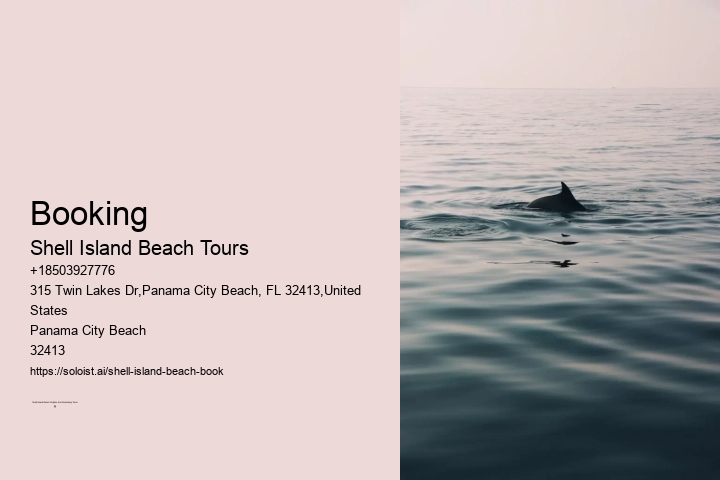 Booking
Shell Island Beach Tours
+18503927776
315 Twin Lakes Dr,Panama City Beach, FL 32413,United
States
Panama City Beach
32413
https://soloist.ai/shell-island-beach-book